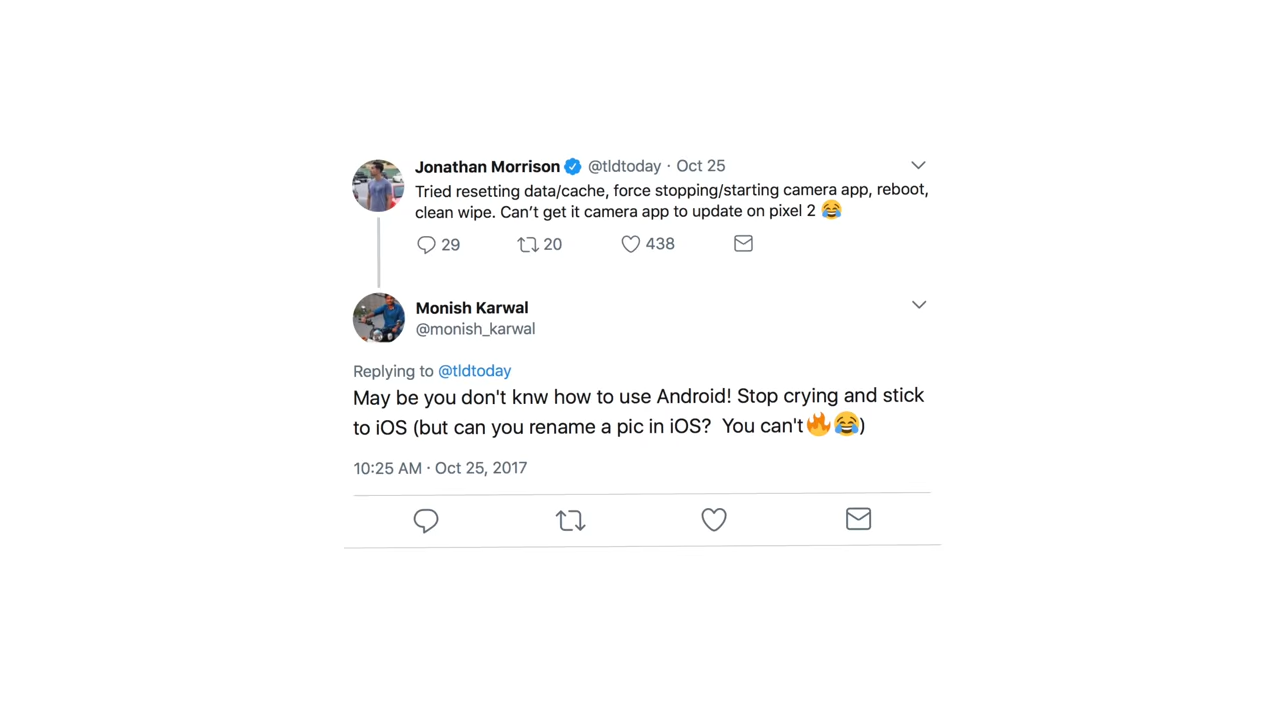 Jonathan Morrison @tldtoday · Oct 25
Tried resetting data/cache, force stopping/starting camera app, reboot,
clean wipe. Can’t get it camera app to update on pixel 2 😂
29 20 438
Monish Karwal
@monish_karwal
Replying to @tldtoday
May be you don't knw how to use Android! Stop crying and stick
to iOS (but can you rename a pic in iOS? You can't🔥😂)
10:25 AM · Oct 25, 2017